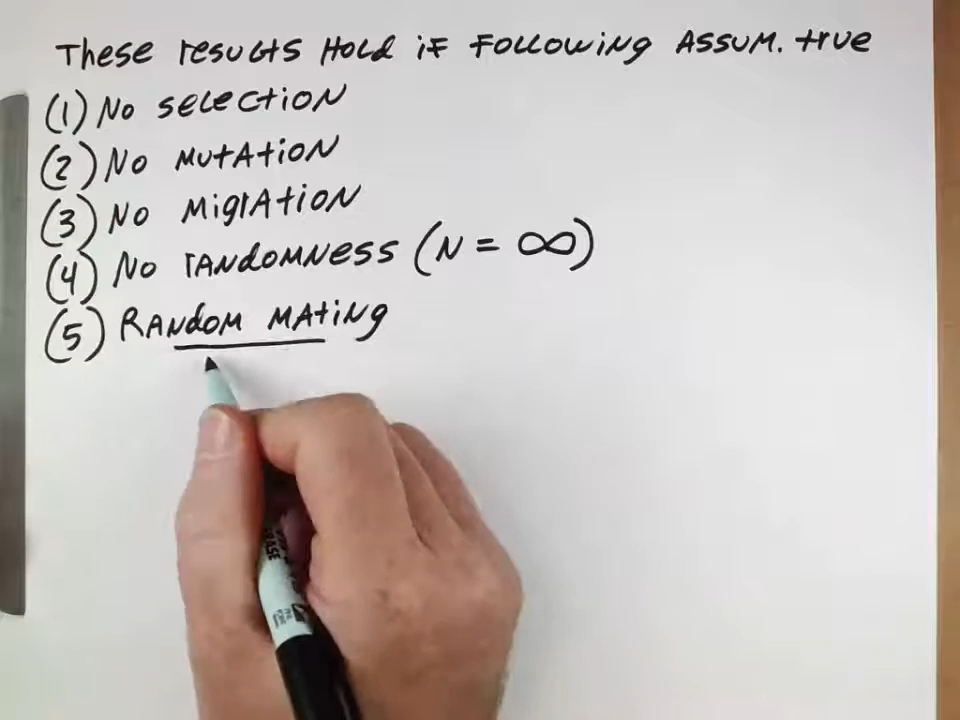 These results Hold if Following Assum. true
(1) No selection
(2) No Mutation
(3) No Migration
(4) No randomness (N = ∞)
(5) Random Mating